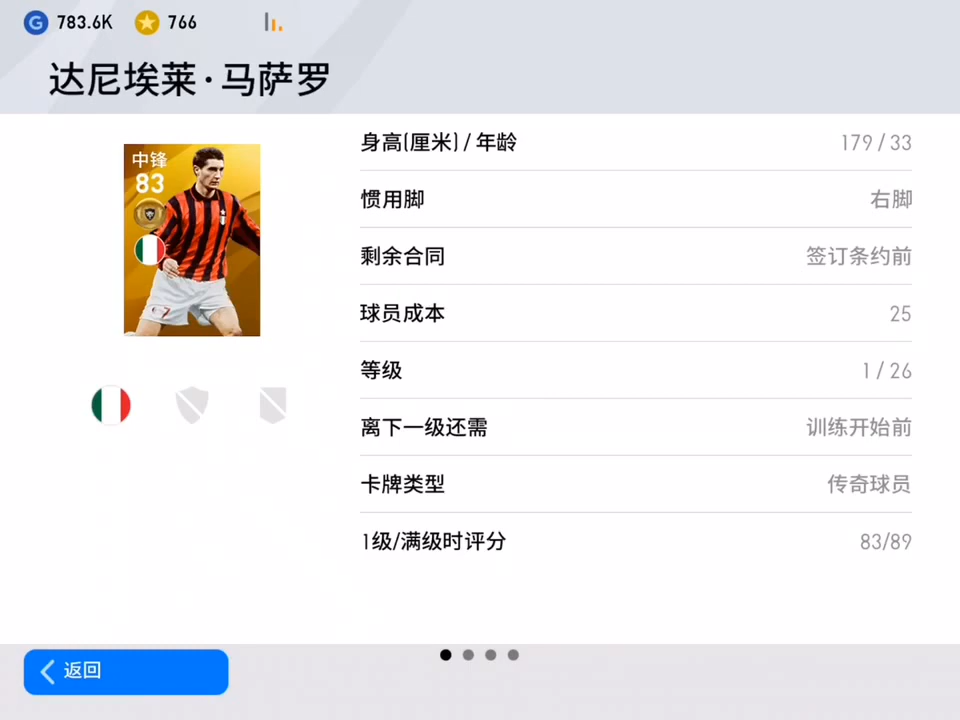 783.6K 766
达尼埃莱·马萨罗
中锋
83
身高(厘米) / 年龄 179 / 33
惯用脚 右脚
剩余合同 签订条约前
球员成本 25
等级 1 / 26
离下一级还需 训练开始前
卡牌类型 传奇球员
1级/满级时评分 83/89
返回